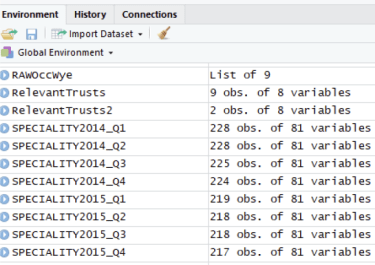 Environment History Connections
Import Dataset
Global Environment
RAWOccWye List of 9
RelevantTrusts 9 obs. of 8 variables
RelevantTrusts2 2 obs. of 8 variables
SPECIALITY2014_Q1 228 obs. of 81 variables
SPECIALITY2014_Q2 228 obs. of 81 variables
SPECIALITY2014_Q3 225 obs. of 81 variables
SPECIALITY2014_Q4 224 obs. of 81 variables
SPECIALITY2015_Q1 219 obs. of 81 variables
SPECIALITY2015_Q2 218 obs. of 81 variables
SPECIALITY2015_Q3 218 obs. of 81 variables
SPECIALITY2015_Q4 217 obs. of 81 variables